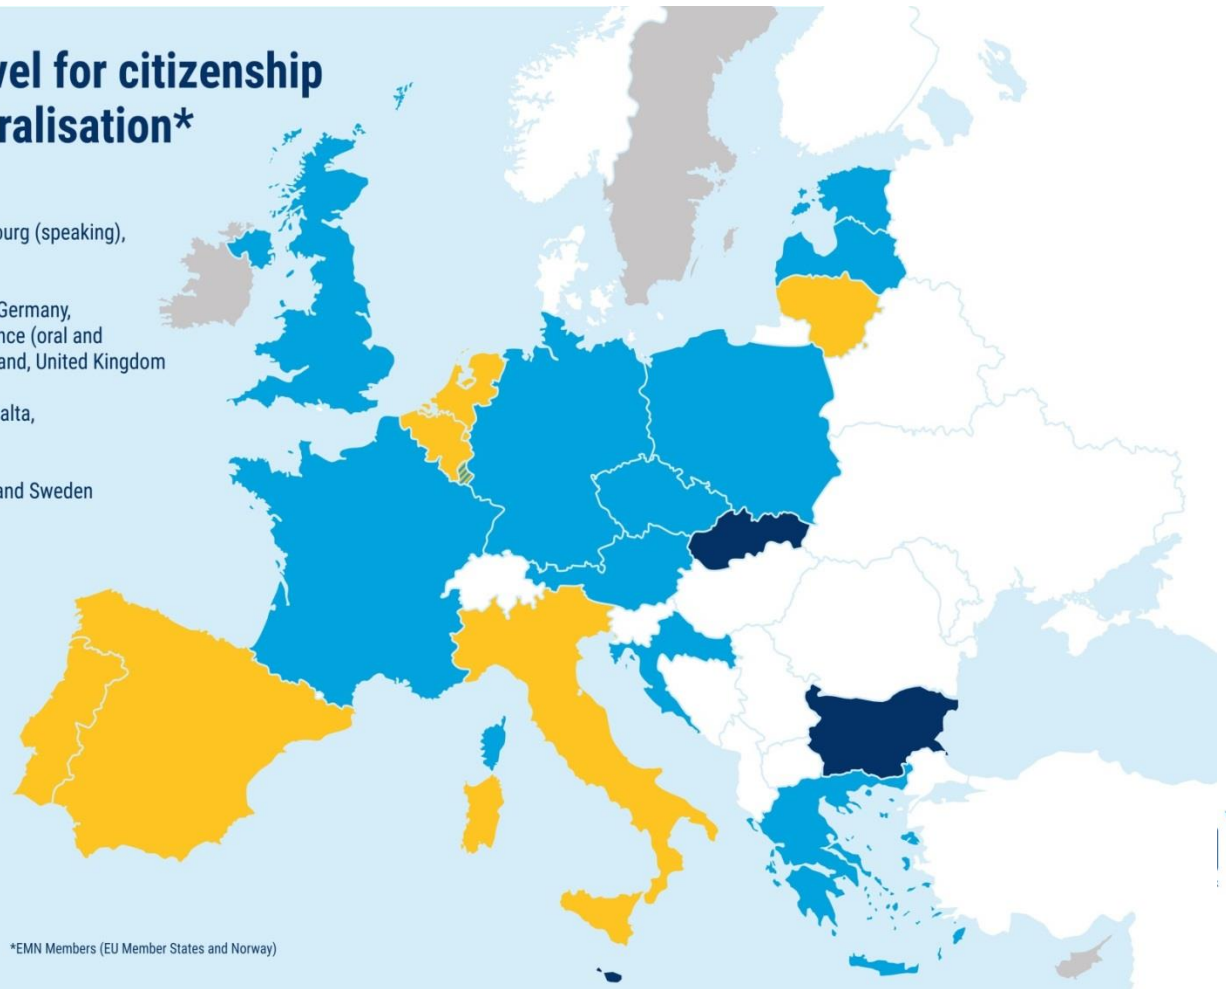 vel for citizenship
ralisation*
ourg (speaking),
Germany,
nce (oral and
and, United Kingdom
alta,
and Sweden
*EMN Members (EU Member States and Norway)